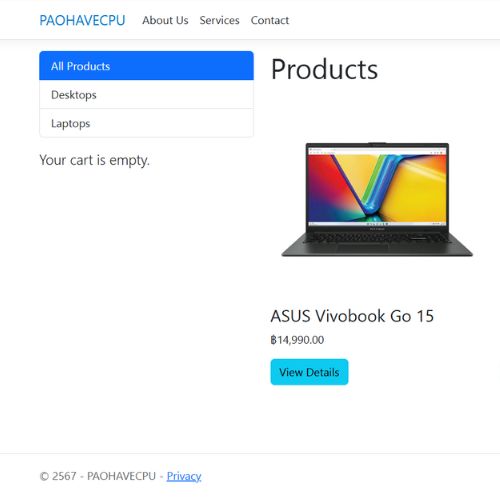 PAOHAVECPU About Us Services Contact
All Products
Desktops
Laptops
Your cart is empty.
Products
ASUS Vivobook Go 15
฿14,990.00
View Details
© 2567 - PAOHAVECPU - Privacy